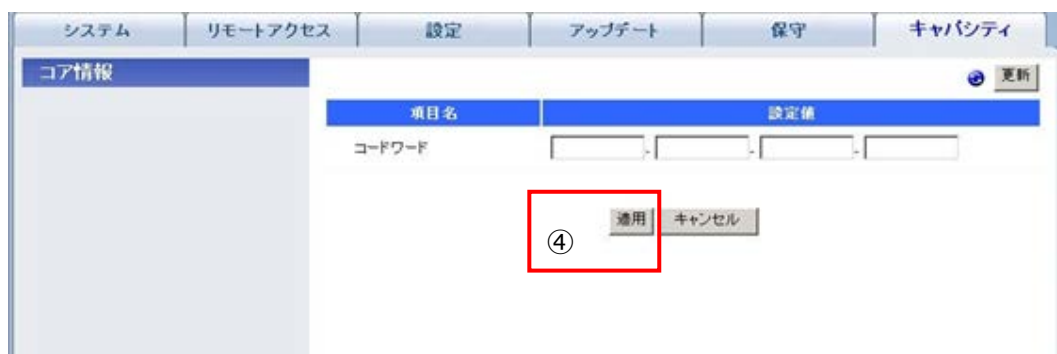 システム リモートアクセス 設定 アップデート 保守 キャパシティ
コア情報
更新
項目名 設定値
コードワード - - -
適用 キャンセル
④